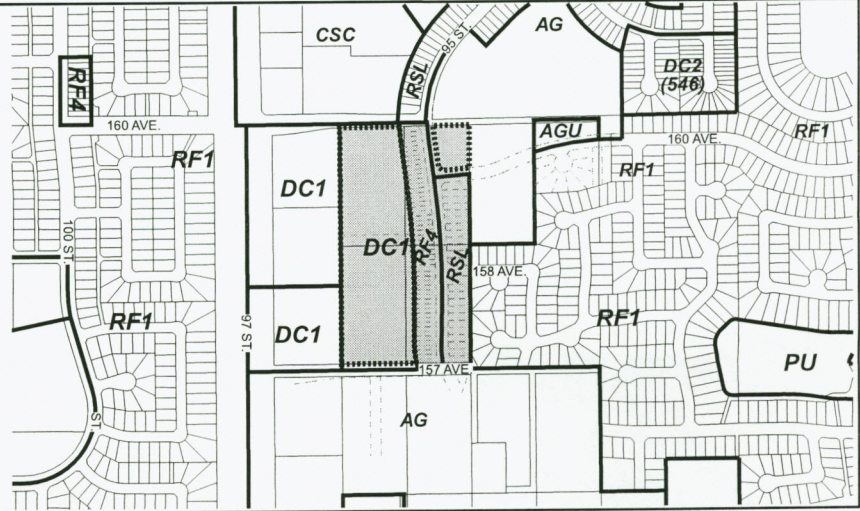 CSC
AG
95 ST.
RSL
DC2
(546)
RF4
160 AVE.
RF1
AGU
160 AVE.
RF1
RF1
DC1
DC1
RF4
RSL
100 ST.
158 AVE.
RF1
97 ST.
DC1
RF1
PU
157 AVE
AG
ST.